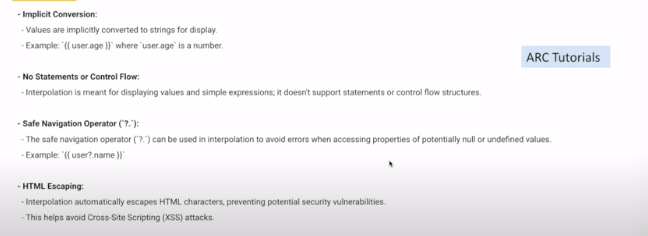 - Implicit Conversion:
- Values are implicitly converted to strings for display.
- Example: `{{ user.age }}` where `user.age` is a number.
ARC Tutorials
- No Statements or Control Flow:
- Interpolation is meant for displaying values and simple expressions; it doesn't support statements or control flow structures.
- Safe Navigation Operator (`?.`):
- The safe navigation operator (`?.`) can be used in interpolation to avoid errors when accessing properties of potentially null or undefined values.
- Example: `{{ user?.name }}`
- HTML Escaping:
- Interpolation automatically escapes HTML characters, preventing potential security vulnerabilities.
- This helps avoid Cross-Site Scripting (XSS) attacks.